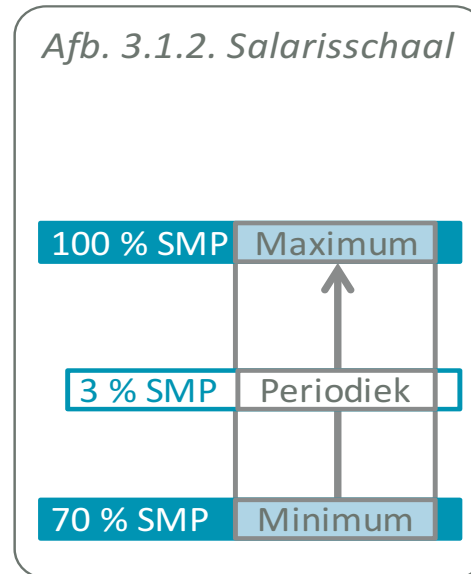 Afb. 3.1.2. Salarisschaal
100 % SMP Maximum
3 % SMP Periodiek
70 % SMP Minimum